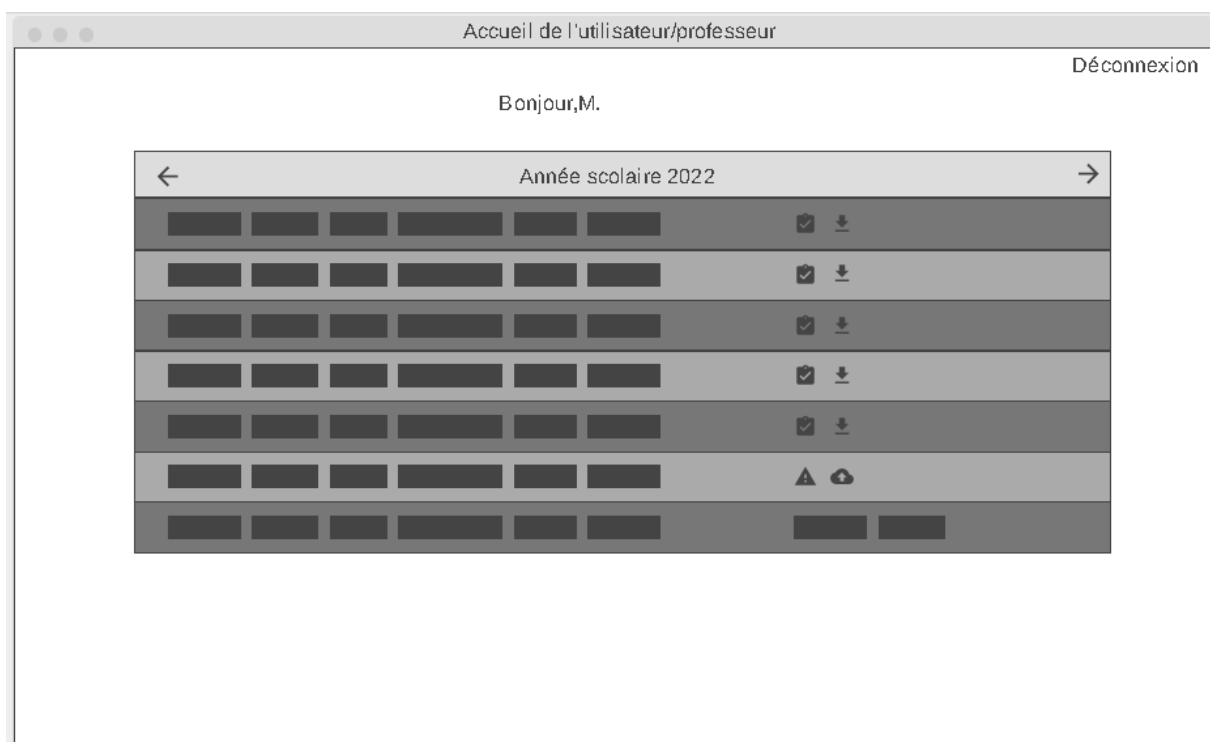 Accueil de l'utilisateur/professeur
Déconnexion
Bonjour,M.
Année scolaire 2022